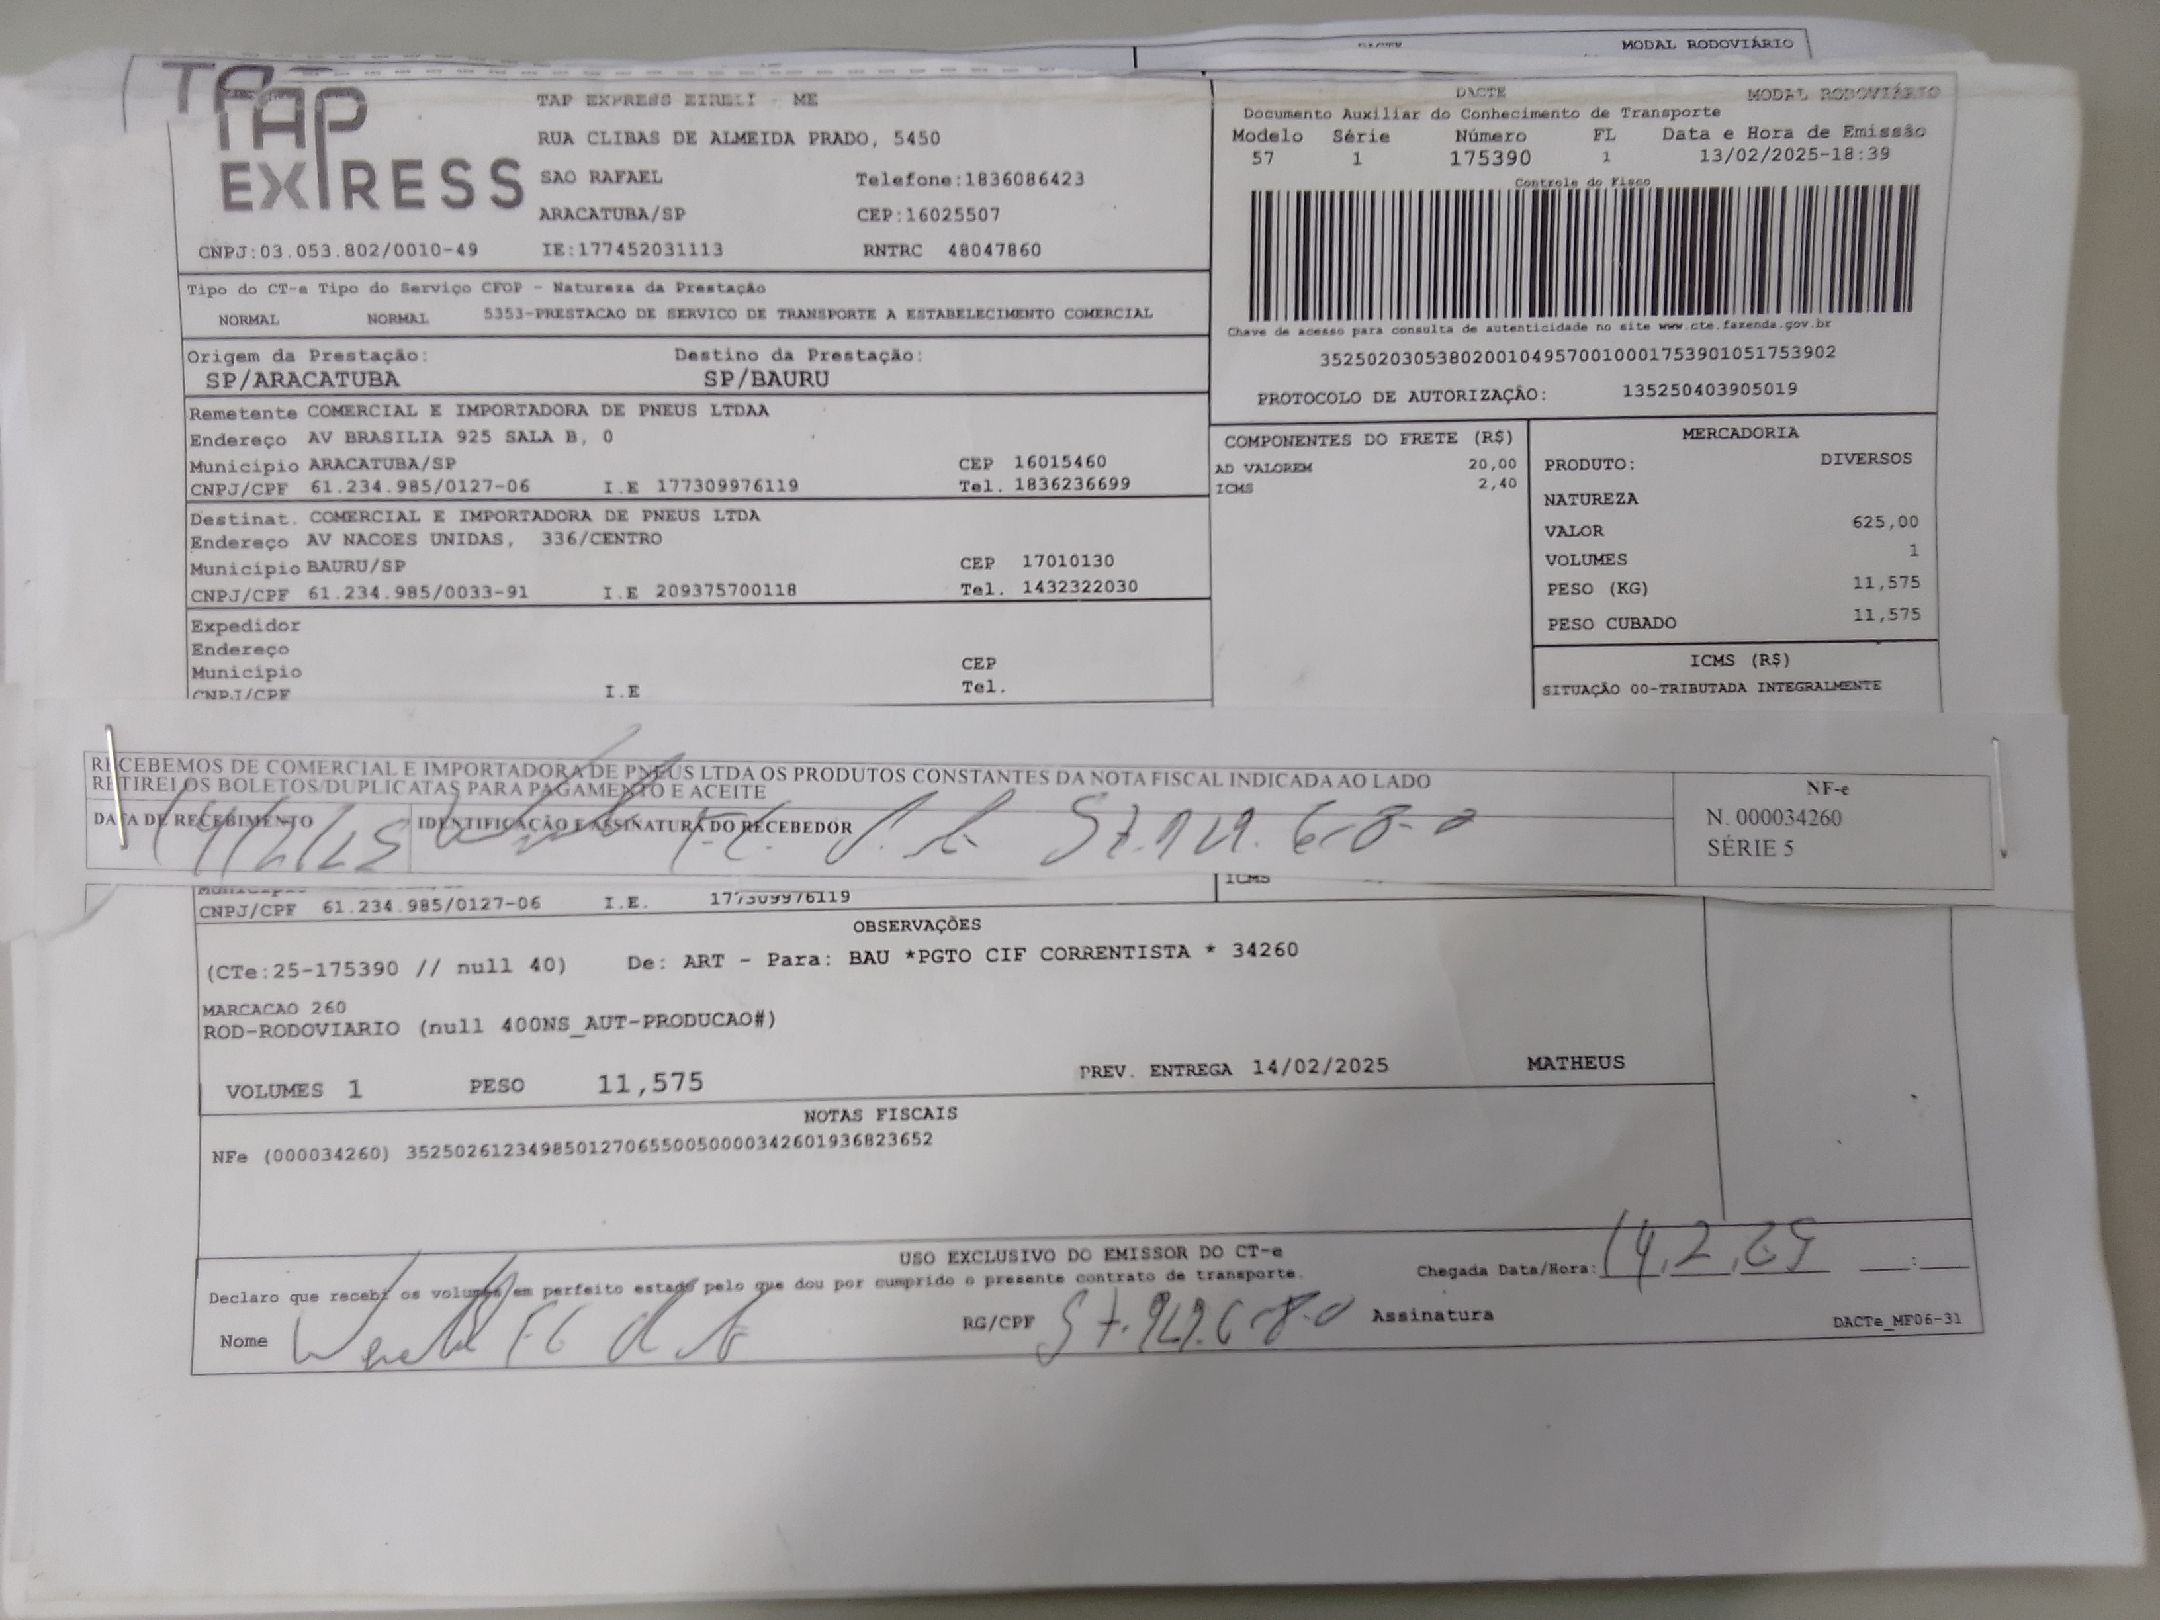 MODAL RODOVIÁRIO
TAP
EXPRESS
TAP EXPRESS EIRELI - ME
RUA CLIBAS DE ALMEIDA PRADO, 5450
SAO RAFAEL Telefone:1836086423
ARACATUBA/SP CEP:16025507
CNPJ:03.053.802/0010-49 IE:177452031113 RNTRC 48047860
DACTE MODAL RODOVIÁRIO
Documento Auxiliar do Conhecimento de Transporte
Modelo Série Número FL Data e Hora de Emissão
57 1 175390 1 13/02/2025-18:39
Controle do Fisco
Chave de acesso para consulta de autenticidade no site www.cte.fazenda.gov.br
35250203053802001049570010001753901051753902
PROTOCOLO DE AUTORIZAÇÃO: 135250403905019
Tipo do CT-e Tipo do Serviço CFOP - Natureza da Prestação
NORMAL NORMAL 5353-PRESTACAO DE SERVICO DE TRANSPORTE A ESTABELECIMENTO COMERCIAL
Origem da Prestação: Destino da Prestação:
SP/ARACATUBA SP/BAURU
Remetente COMERCIAL E IMPORTADORA DE PNEUS LTDAA
Endereço AV BRASILIA 925 SALA B, 0
Município ARACATUBA/SP CEP 16015460
CNPJ/CPF 61.234.985/0127-06 I.E 177309976119 Tel. 1836236699
Destinat. COMERCIAL E IMPORTADORA DE PNEUS LTDA
Endereço AV NACOES UNIDAS, 336/CENTRO
Município BAURU/SP CEP 17010130
CNPJ/CPF 61.234.985/0033-91 I.E 209375700118 Tel. 1432322030
Expedidor
Endereço
Município CEP
CNPJ/CPF I.E Tel.
COMPONENTES DO FRETE (R$)
AD VALOREM 20,00
ICMS 2,40
MERCADORIA
PRODUTO: DIVERSOS
NATUREZA
VALOR 625,00
VOLUMES 1
PESO (KG) 11,575
PESO CUBADO 11,575
ICMS (R$)
SITUAÇÃO 00-TRIBUTADA INTEGRALMENTE
RECEBEMOS DE COMERCIAL E IMPORTADORA DE PNEUS LTDA OS PRODUTOS CONSTANTES DA NOTA FISCAL INDICADA AO LADO
RETIREI OS BOLETOS/DUPLICATAS PARA PAGAMENTO E ACEITE
DATA DE RECEBIMENTO IDENTIFICAÇÃO E ASSINATURA DO RECEBEDOR
14/2/25
NF-e
N. 000034260
SÉRIE 5
Município ICMS
CNPJ/CPF 61.234.985/0127-06 I.E. 177309976119
OBSERVAÇÕES
(CTe:25-175390 // null 40) De: ART - Para: BAU *PGTO CIF CORRENTISTA * 34260
MARCACAO 260
ROD-RODOVIARIO (null 400NS_AUT-PRODUCAO#)
VOLUMES 1 PESO 11,575 PREV. ENTREGA 14/02/2025 MATHEUS
NOTAS FISCAIS
NFe (000034260) 35250261234985012706550050000342601936823652
USO EXCLUSIVO DO EMISSOR DO CT-e
Declaro que recebi os volumes em perfeito estado pelo que dou por cumprido o presente contrato de transporte.
Chegada Data/Hora: 14.2.25 :
Nome RG/CPF Assinatura
DACTe_MF06-31